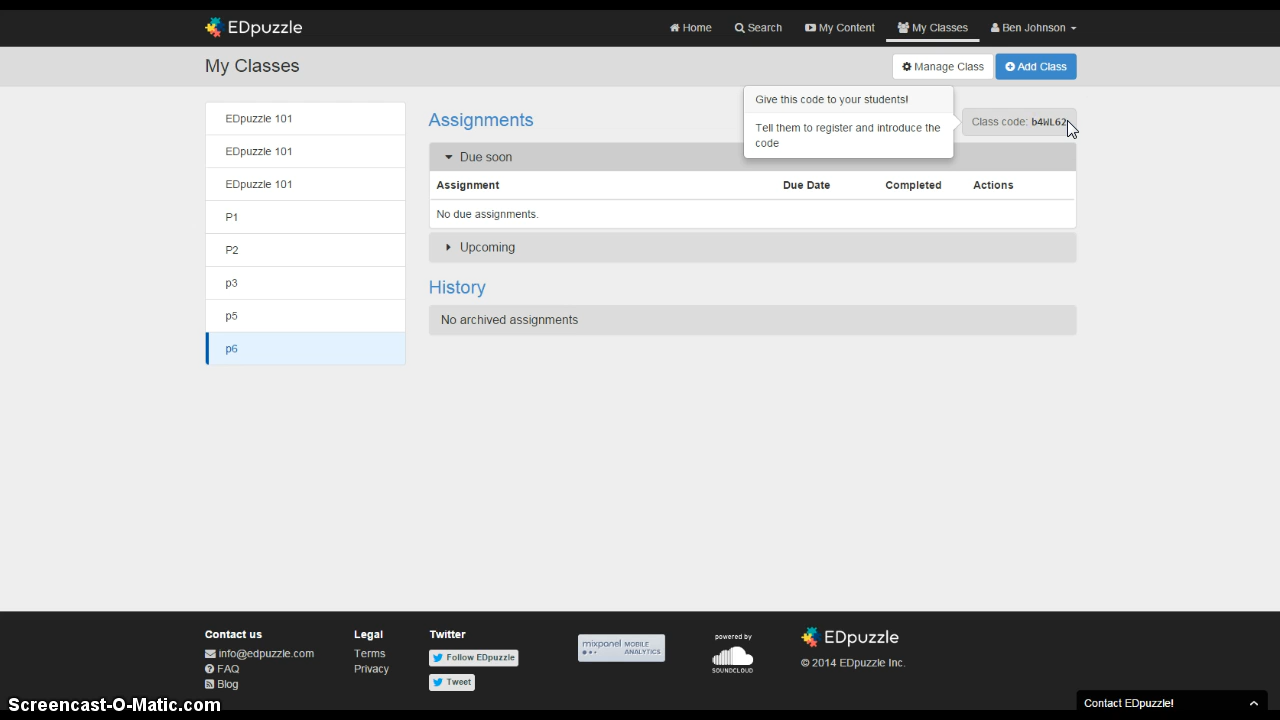 EDpuzzle
Home Search My Content My Classes Ben Johnson
My Classes
Manage Class Add Class
EDpuzzle 101
EDpuzzle 101
EDpuzzle 101
P1
P2
p3
p5
p6
Assignments
Give this code to your students!
Tell them to register and introduce the
code
Class code: b4WL62
Due soon
Assignment Due Date Completed Actions
No due assignments.
Upcoming
History
No archived assignments
Contact us
info@edpuzzle.com
FAQ
Blog
Legal
Terms
Privacy
Twitter
Follow EDpuzzle
Tweet
mixpanel MOBILE
ANALYTICS
powered by
SOUNDCLOUD
EDpuzzle
© 2014 EDpuzzle Inc.
Screencast-O-Matic.com
Contact EDpuzzle!